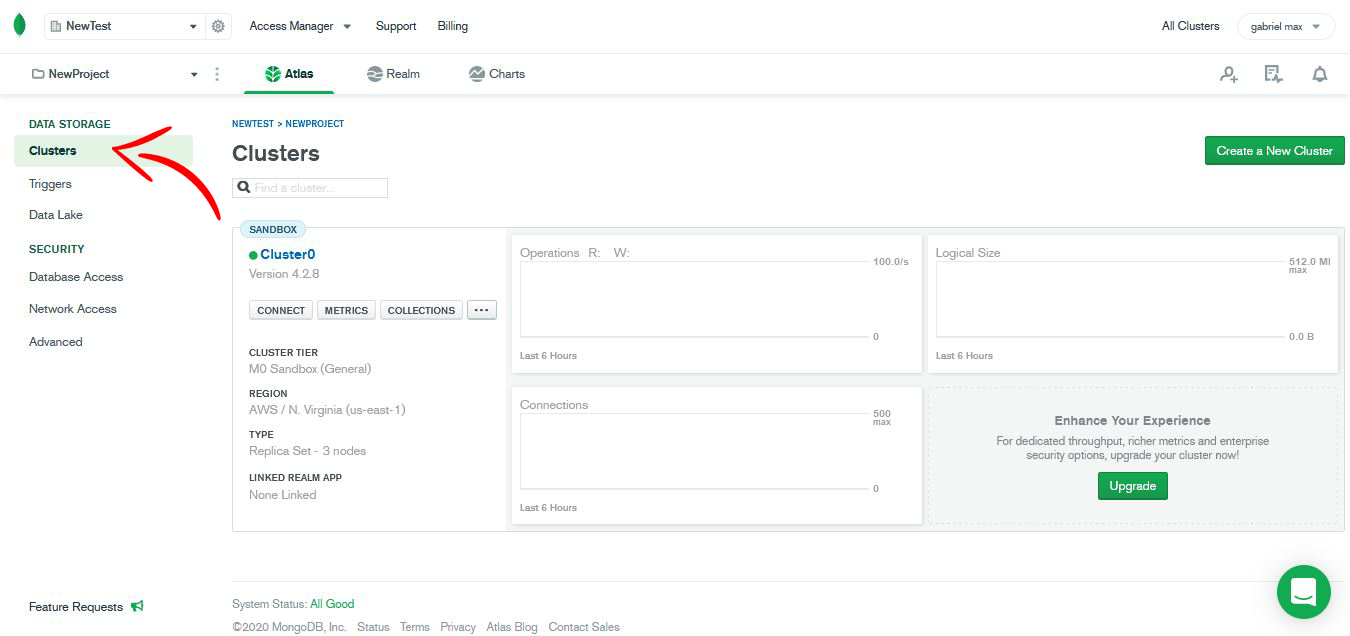 NewTest
Access Manager
Support
Billing
All Clusters
gabriel max
NewProject
Atlas
Realm
Charts
DATA STORAGE
Clusters
Triggers
Data Lake
SECURITY
Database Access
Network Access
Advanced
Feature Requests
NEWTEST > NEWPROJECT
Clusters
Create a New Cluster
Find a cluster...
SANDBOX
Cluster0
Version 4.2.8
CONNECT
METRICS
COLLECTIONS
...
CLUSTER TIER
M0 Sandbox (General)
REGION
AWS / N. Virginia (us-east-1)
TYPE
Replica Set - 3 nodes
LINKED REALM APP
None Linked
Operations R: W:
100.0/s
0
Last 6 Hours
Logical Size
512.0 MI
max
0.0 B
Last 6 Hours
Connections
500
max
0
Last 6 Hours
Enhance Your Experience
For dedicated throughput, richer metrics and enterprise
security options, upgrade your cluster now!
Upgrade
System Status: All Good
©2020 MongoDB, Inc. Status Terms Privacy Atlas Blog Contact Sales